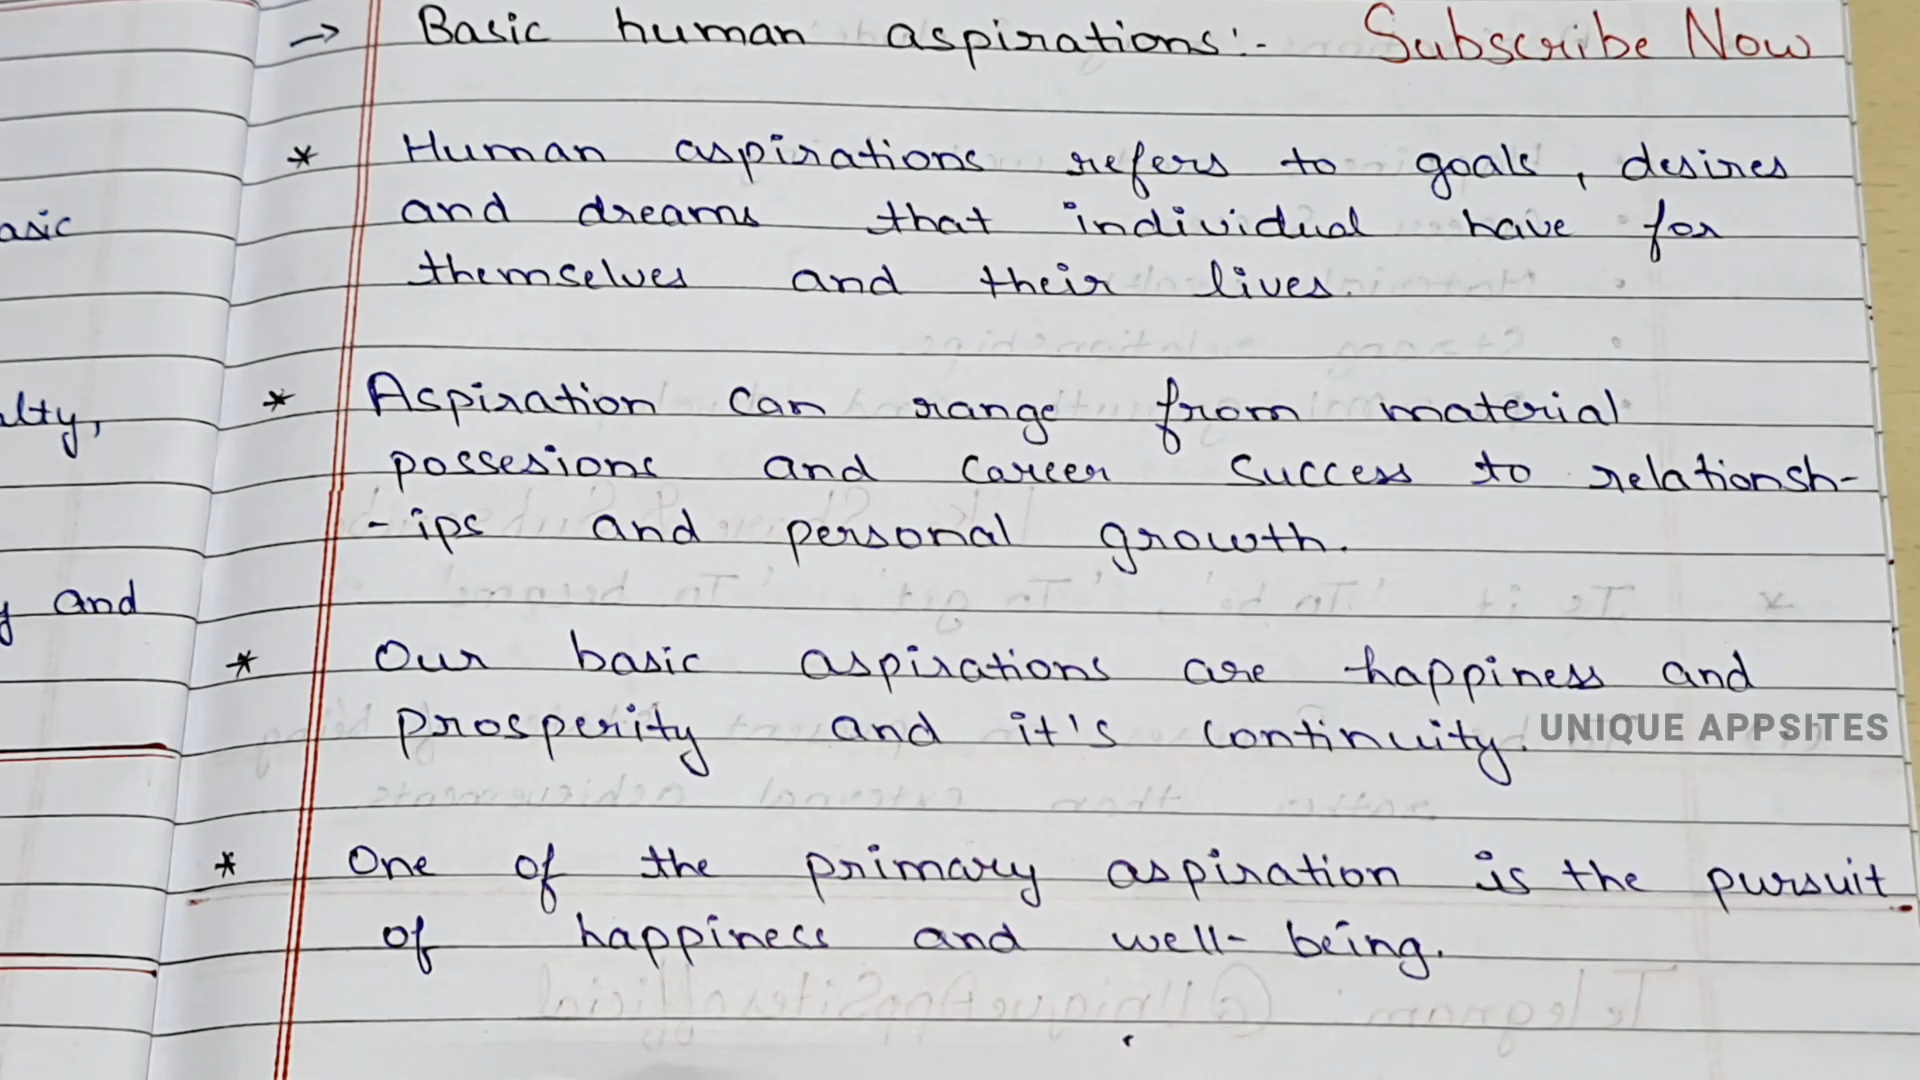 → Basic human aspirations:- Subscribe Now
* Human aspirations refers to goals, desires
and dreams that individual have for
themselves and their lives.
* Aspiration can range from material
possesions and career success to relationsh-
-ips and personal growth.
* Our basic aspirations are happiness and
prosperity and it's continuity.
UNIQUE APPSITES
* One of the primary aspiration is the pursuit
of happiness and well-being.
asic
alty,
y and